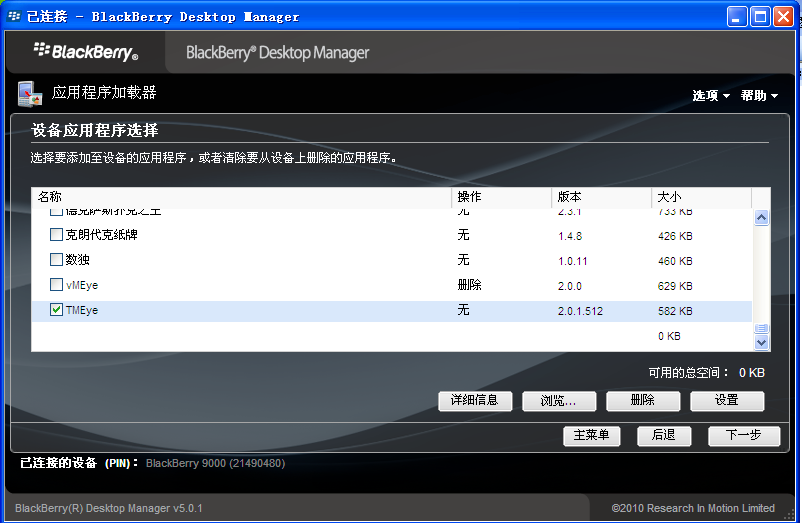 已连接 - BlackBerry Desktop Manager
BlackBerry® BlackBerry® Desktop Manager
应用程序加载器
选项 帮助
设备应用程序选择
选择要添加至设备的应用程序，或者清除要从设备上删除的应用程序。
名称 操作 版本 大小
德克萨斯扑克之王 无 2.3.1 733 KB
克朗代克纸牌 无 1.4.8 426 KB
数独 无 1.0.11 460 KB
vMEye 删除 2.0.0 629 KB
TMEye 无 2.0.1.512 582 KB
0 KB
可用的总空间： 0 KB
详细信息 浏览... 删除 设置
主菜单 后退 下一步
已连接的设备 (PIN)： BlackBerry 9000 (21490480)
BlackBerry(R) Desktop Manager v5.0.1 ©2010 Research In Motion Limited